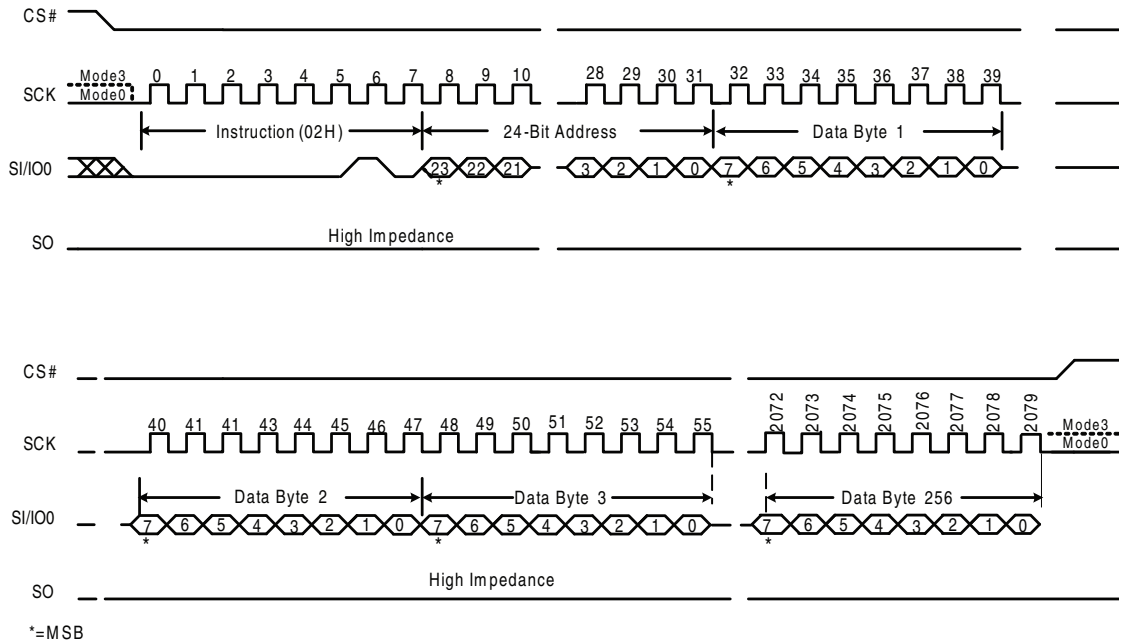 CS#
Mode3
0 1 2 3 4 5 6 7 8 9 10 28 29 30 31 32 33 34 35 36 37 38 39
SCK
Mode0
Instruction (02H) 24-Bit Address Data Byte 1
SI/IO0 23 22 21 3 2 1 0 7 6 5 4 3 2 1 0
* *
High Impedance
SO
CS#
2072 2073 2074 2075 2076 2077 2078 2079
40 41 41 43 44 45 46 47 48 49 50 51 52 53 54 55
Mode3
SCK
Mode0
Data Byte 2 Data Byte 3 Data Byte 256
SI/IO0 7 6 5 4 3 2 1 0 7 6 5 4 3 2 1 0 7 6 5 4 3 2 1 0
* * *
High Impedance
SO
*=MSB